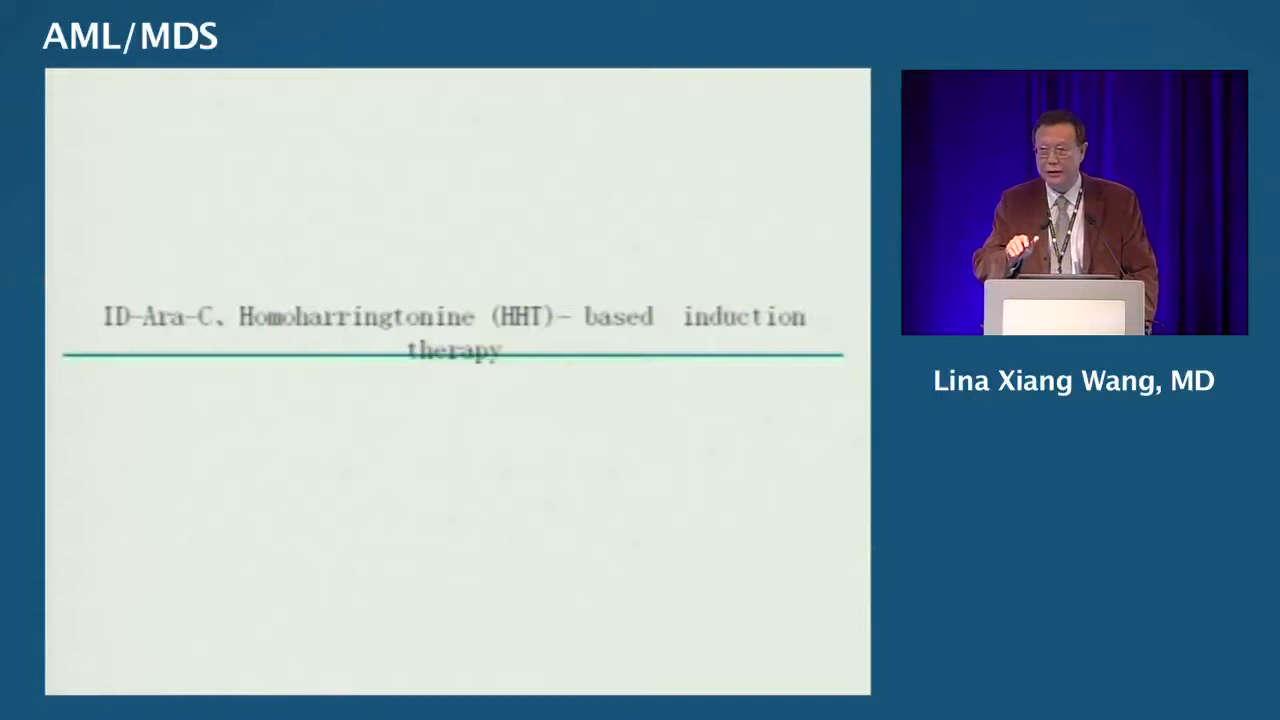 AML/MDS
ID-Ara-C、Homoharringtonine (HHT)- based induction
therapy
Lina Xiang Wang, MD